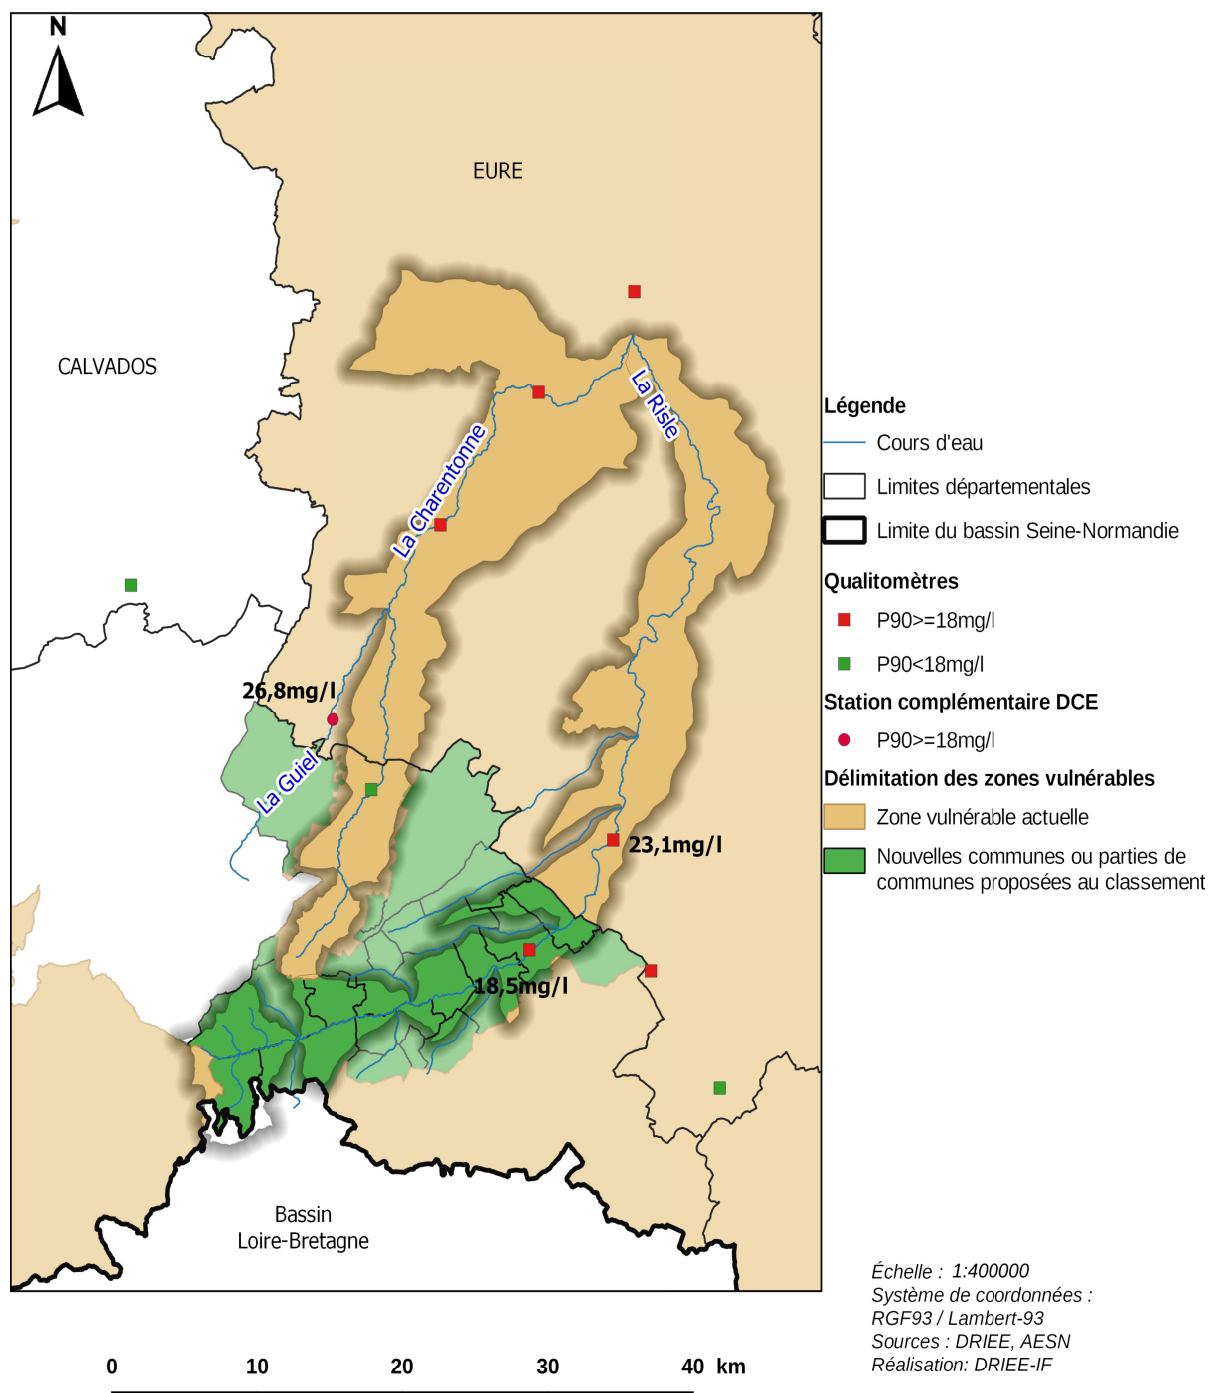 N
EURE
CALVADOS
La Risle
La Charentonne
26,8mg/l
La Guiel
23,1mg/l
18,5mg/l
Bassin
Loire-Bretagne
Légende
Cours d'eau
Limites départementales
Limite du bassin Seine-Normandie
Qualitomètres
P90>=18mg/l
P90<18mg/l
Station complémentaire DCE
P90>=18mg/l
Délimitation des zones vulnérables
Zone vulnérable actuelle
Nouvelles communes ou parties de
communes proposées au classement
Échelle : 1:400000
Système de coordonnées :
RGF93 / Lambert-93
Sources : DRIEE, AESN
Réalisation: DRIEE-IF
0 10 20 30 40 km